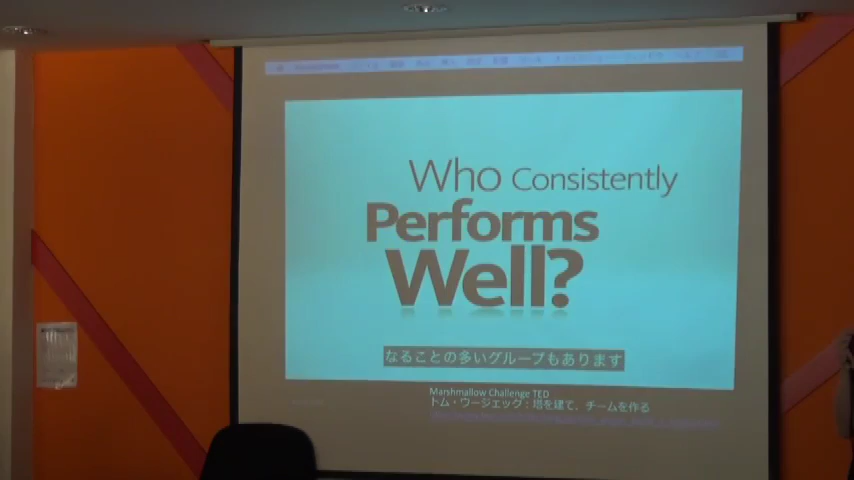 Who Consistently
Performs
Well?
なることの多いグループもあります
Marshmallow Challenge TED
トム・ワージェック：塔を建て、チームを作る